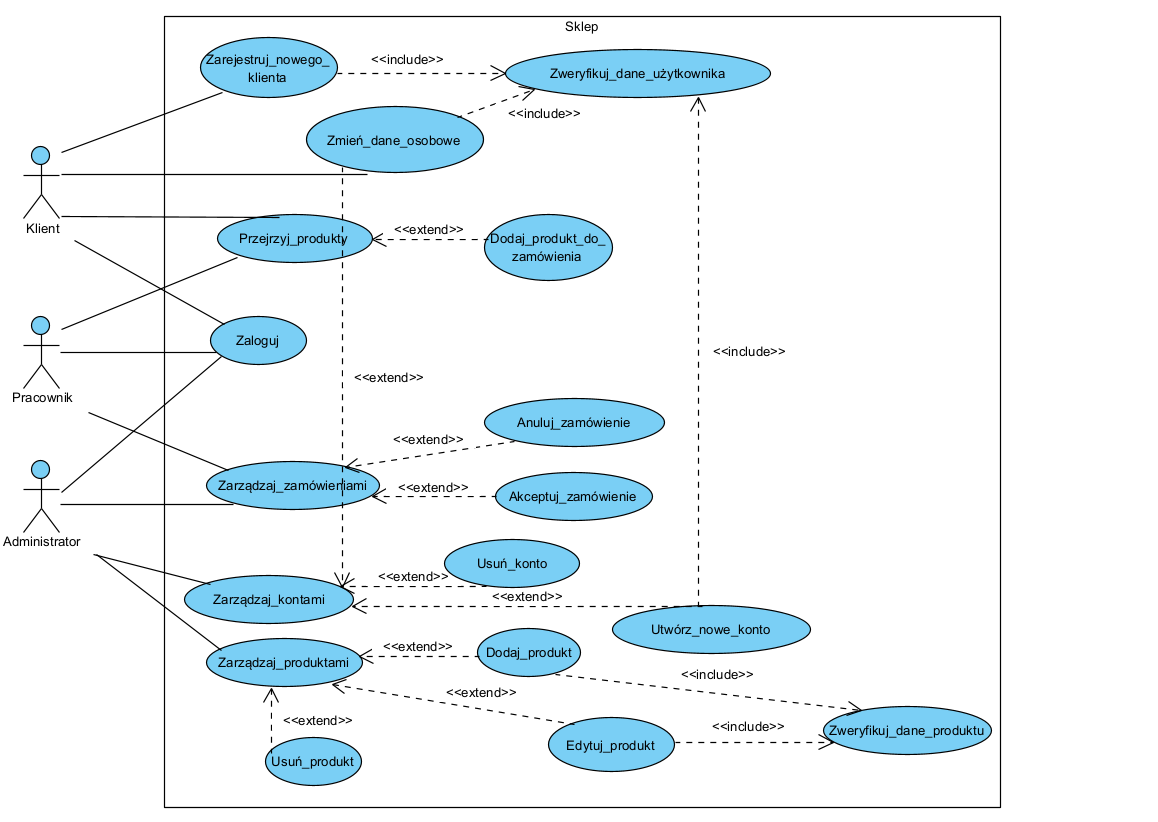 Sklep
Zarejestruj_nowego_
klienta
<<include>>
Zweryfikuj_dane_użytkownika
<<include>>
Zmień_dane_osobowe
Klient
Przejrzyj_produkty
<<extend>>
Dodaj_produkt_do_
zamówienia
Zaloguj
<<include>>
<<extend>>
Pracownik
Anuluj_zamówienie
<<extend>>
Zarządzaj_zamówieniami
<<extend>>
Akceptuj_zamówienie
Administrator
Usuń_konto
<<extend>>
<<extend>>
Zarządzaj_kontami
Utwórz_nowe_konto
<<extend>>
Dodaj_produkt
Zarządzaj_produktami
<<include>>
<<extend>>
<<extend>>
<<include>>
Zweryfikuj_dane_produktu
Edytuj_produkt
Usuń_produkt